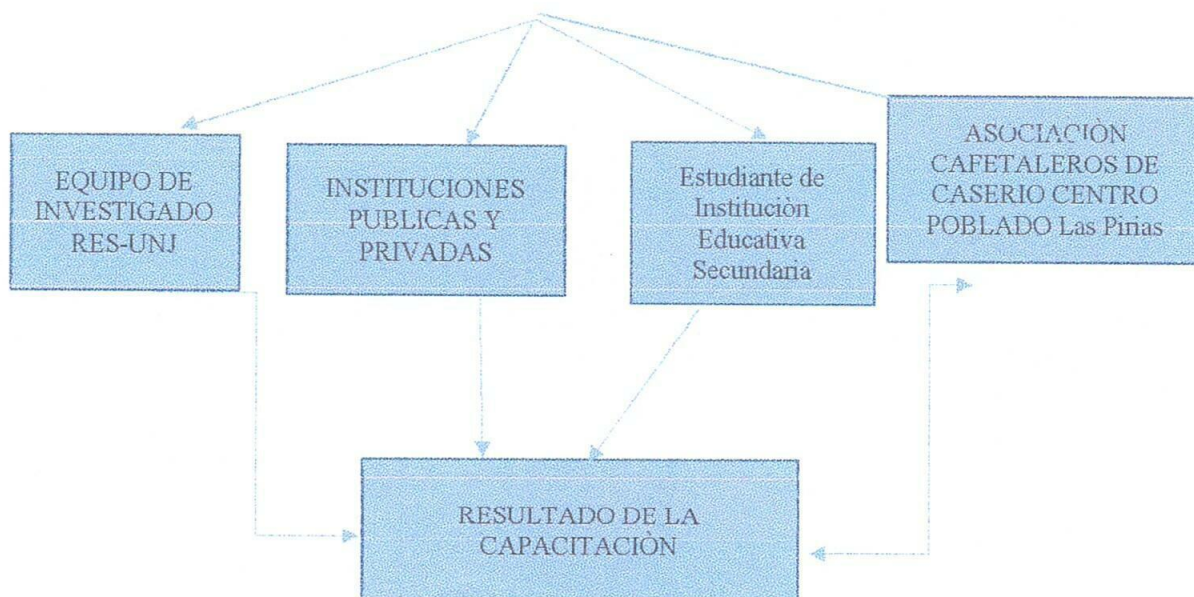 EQUIPO DE
INVESTIGADO
RES-UNJ
INSTITUCIONES
PUBLICAS Y
PRIVADAS
Estudiante de
Instituciòn
Educativa
Secundaria
ASOCIACIÒN
CAFETALEROS DE
CASERIO CENTRO
POBLADO Las Pirias
RESULTADO DE LA
CAPACITACIÒN